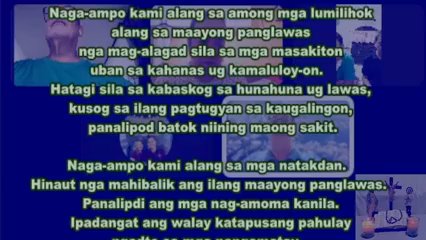 Naga-ampo kami alang sa among mga lumilihok
alang sa maayong panglawas
nga mag-alagad sila sa mga masakiton
uban sa kahanas ug kamaluloy-on.
Hatagi sila sa kabaskog sa hunahuna ug lawas,
kusog sa ilang pagtugyan sa kaugalingon,
panalipod batok niining maong sakit.
Naga-ampo kami alang sa mga natakdan.
Hinaut nga mahibalik ang ilang maayong panglawas.
Panalipdi ang mga nag-amoma kanila.
Ipadangat ang walay katapusang pahulay